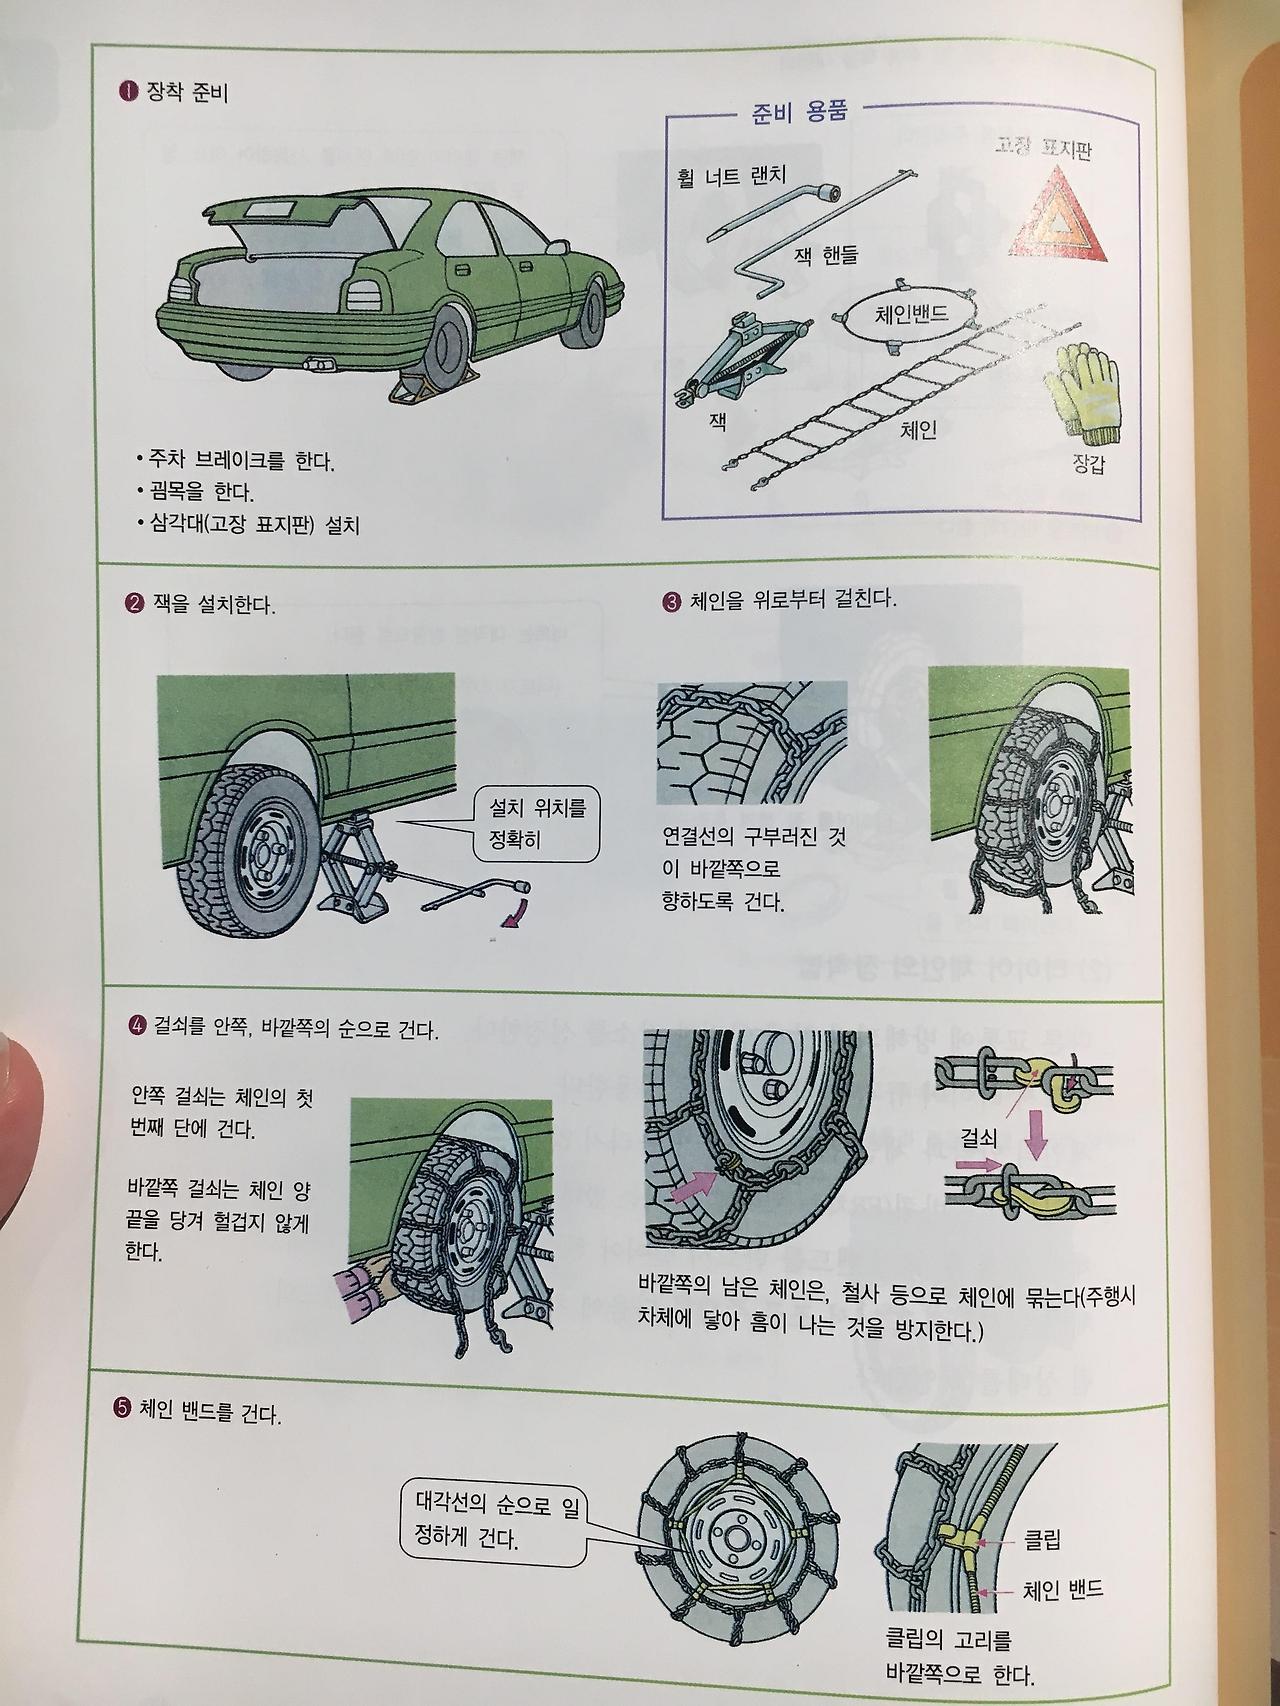 1 장착 준비
준비 용품
고장 표지판
휠 너트 랜치
잭 핸들
체인밴드
잭
체인
장갑
• 주차 브레이크를 한다.
• 굄목을 한다.
• 삼각대(고장 표지판) 설치
2 잭을 설치한다.
설치 위치를
정확히
3 체인을 위로부터 걸친다.
연결선의 구부러진 것
이 바깥쪽으로
향하도록 건다.
4 걸쇠를 안쪽, 바깥쪽의 순으로 건다.
안쪽 걸쇠는 체인의 첫
번째 단에 건다.
바깥쪽 걸쇠는 체인 양
끝을 당겨 헐겁지 않게
한다.
걸쇠
바깥쪽의 남은 체인은, 철사 등으로 체인에 묶는다(주행시
차체에 닿아 흠이 나는 것을 방지한다.)
5 체인 밴드를 건다.
대각선의 순으로 일
정하게 건다.
클립
체인 밴드
클립의 고리를
바깥쪽으로 한다.